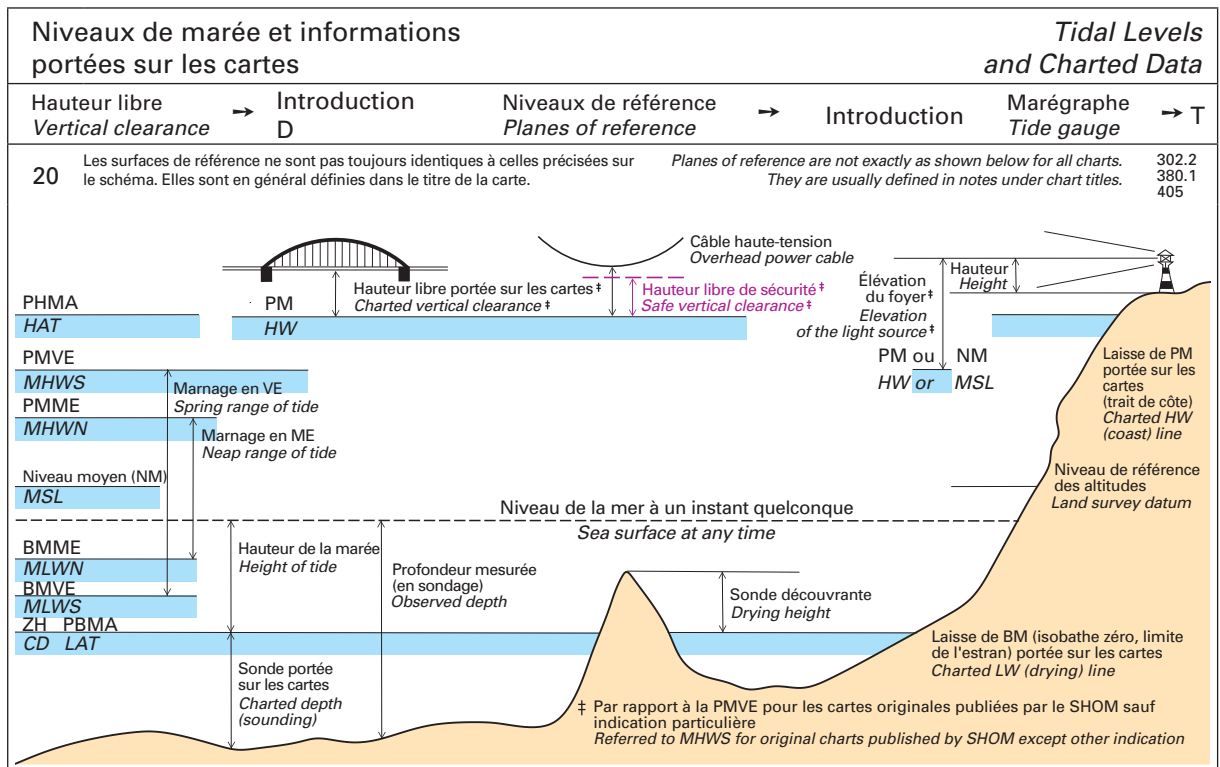 Niveaux de marée et informations
portées sur les cartes
Tidal Levels
and Charted Data
Hauteur libre
Vertical clearance
Introduction
D
Niveaux de référence
Planes of reference
Introduction
Marégraphe
Tide gauge
T
20
Les surfaces de référence ne sont pas toujours identiques à celles précisées sur
le schéma. Elles sont en général définies dans le titre de la carte.
Planes of reference are not exactly as shown below for all charts.
They are usually defined in notes under chart titles.
302.2
380.1
405
Câble haute-tension
Overhead power cable
Hauteur libre portée sur les cartes ‡
Charted vertical clearance ‡
Hauteur libre de sécurité ‡
Safe vertical clearance ‡
Élévation
du foyer ‡
Elevation
of the light source ‡
Hauteur
Height
PHMA
HAT
PM
HW
PMVE
MHWS
Marnage en VE
Spring range of tide
PM ou NM
HW or MSL
Laisse de PM
portée sur les
cartes
(trait de côte)
Charted HW
(coast) line
PMME
MHWN
Marnage en ME
Neap range of tide
Niveau moyen (NM)
MSL
Niveau de référence
des altitudes
Land survey datum
Niveau de la mer à un instant quelconque
Sea surface at any time
BMME
MLWN
Hauteur de la marée
Height of tide
Profondeur mesurée
(en sondage)
Observed depth
Sonde découvrante
Drying height
BMVE
MLWS
ZH PBMA
CD LAT
Laisse de BM (isobathe zéro, limite
de l'estran) portée sur les cartes
Charted LW (drying) line
Sonde portée
sur les cartes
Charted depth
(sounding)
‡ Par rapport à la PMVE pour les cartes originales publiées par le SHOM sauf
indication particulière
Referred to MHWS for original charts published by SHOM except other indication